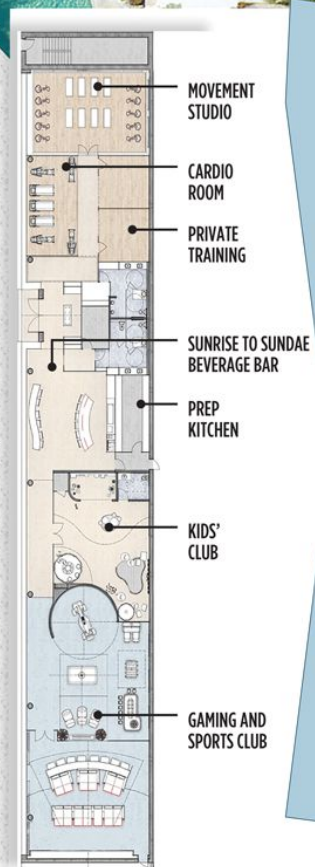 MOVEMENT
STUDIO
CARDIO
ROOM
PRIVATE
TRAINING
SUNRISE TO SUNDAE
BEVERAGE BAR
PREP
KITCHEN
KIDS'
CLUB
GAMING AND
SPORTS CLUB